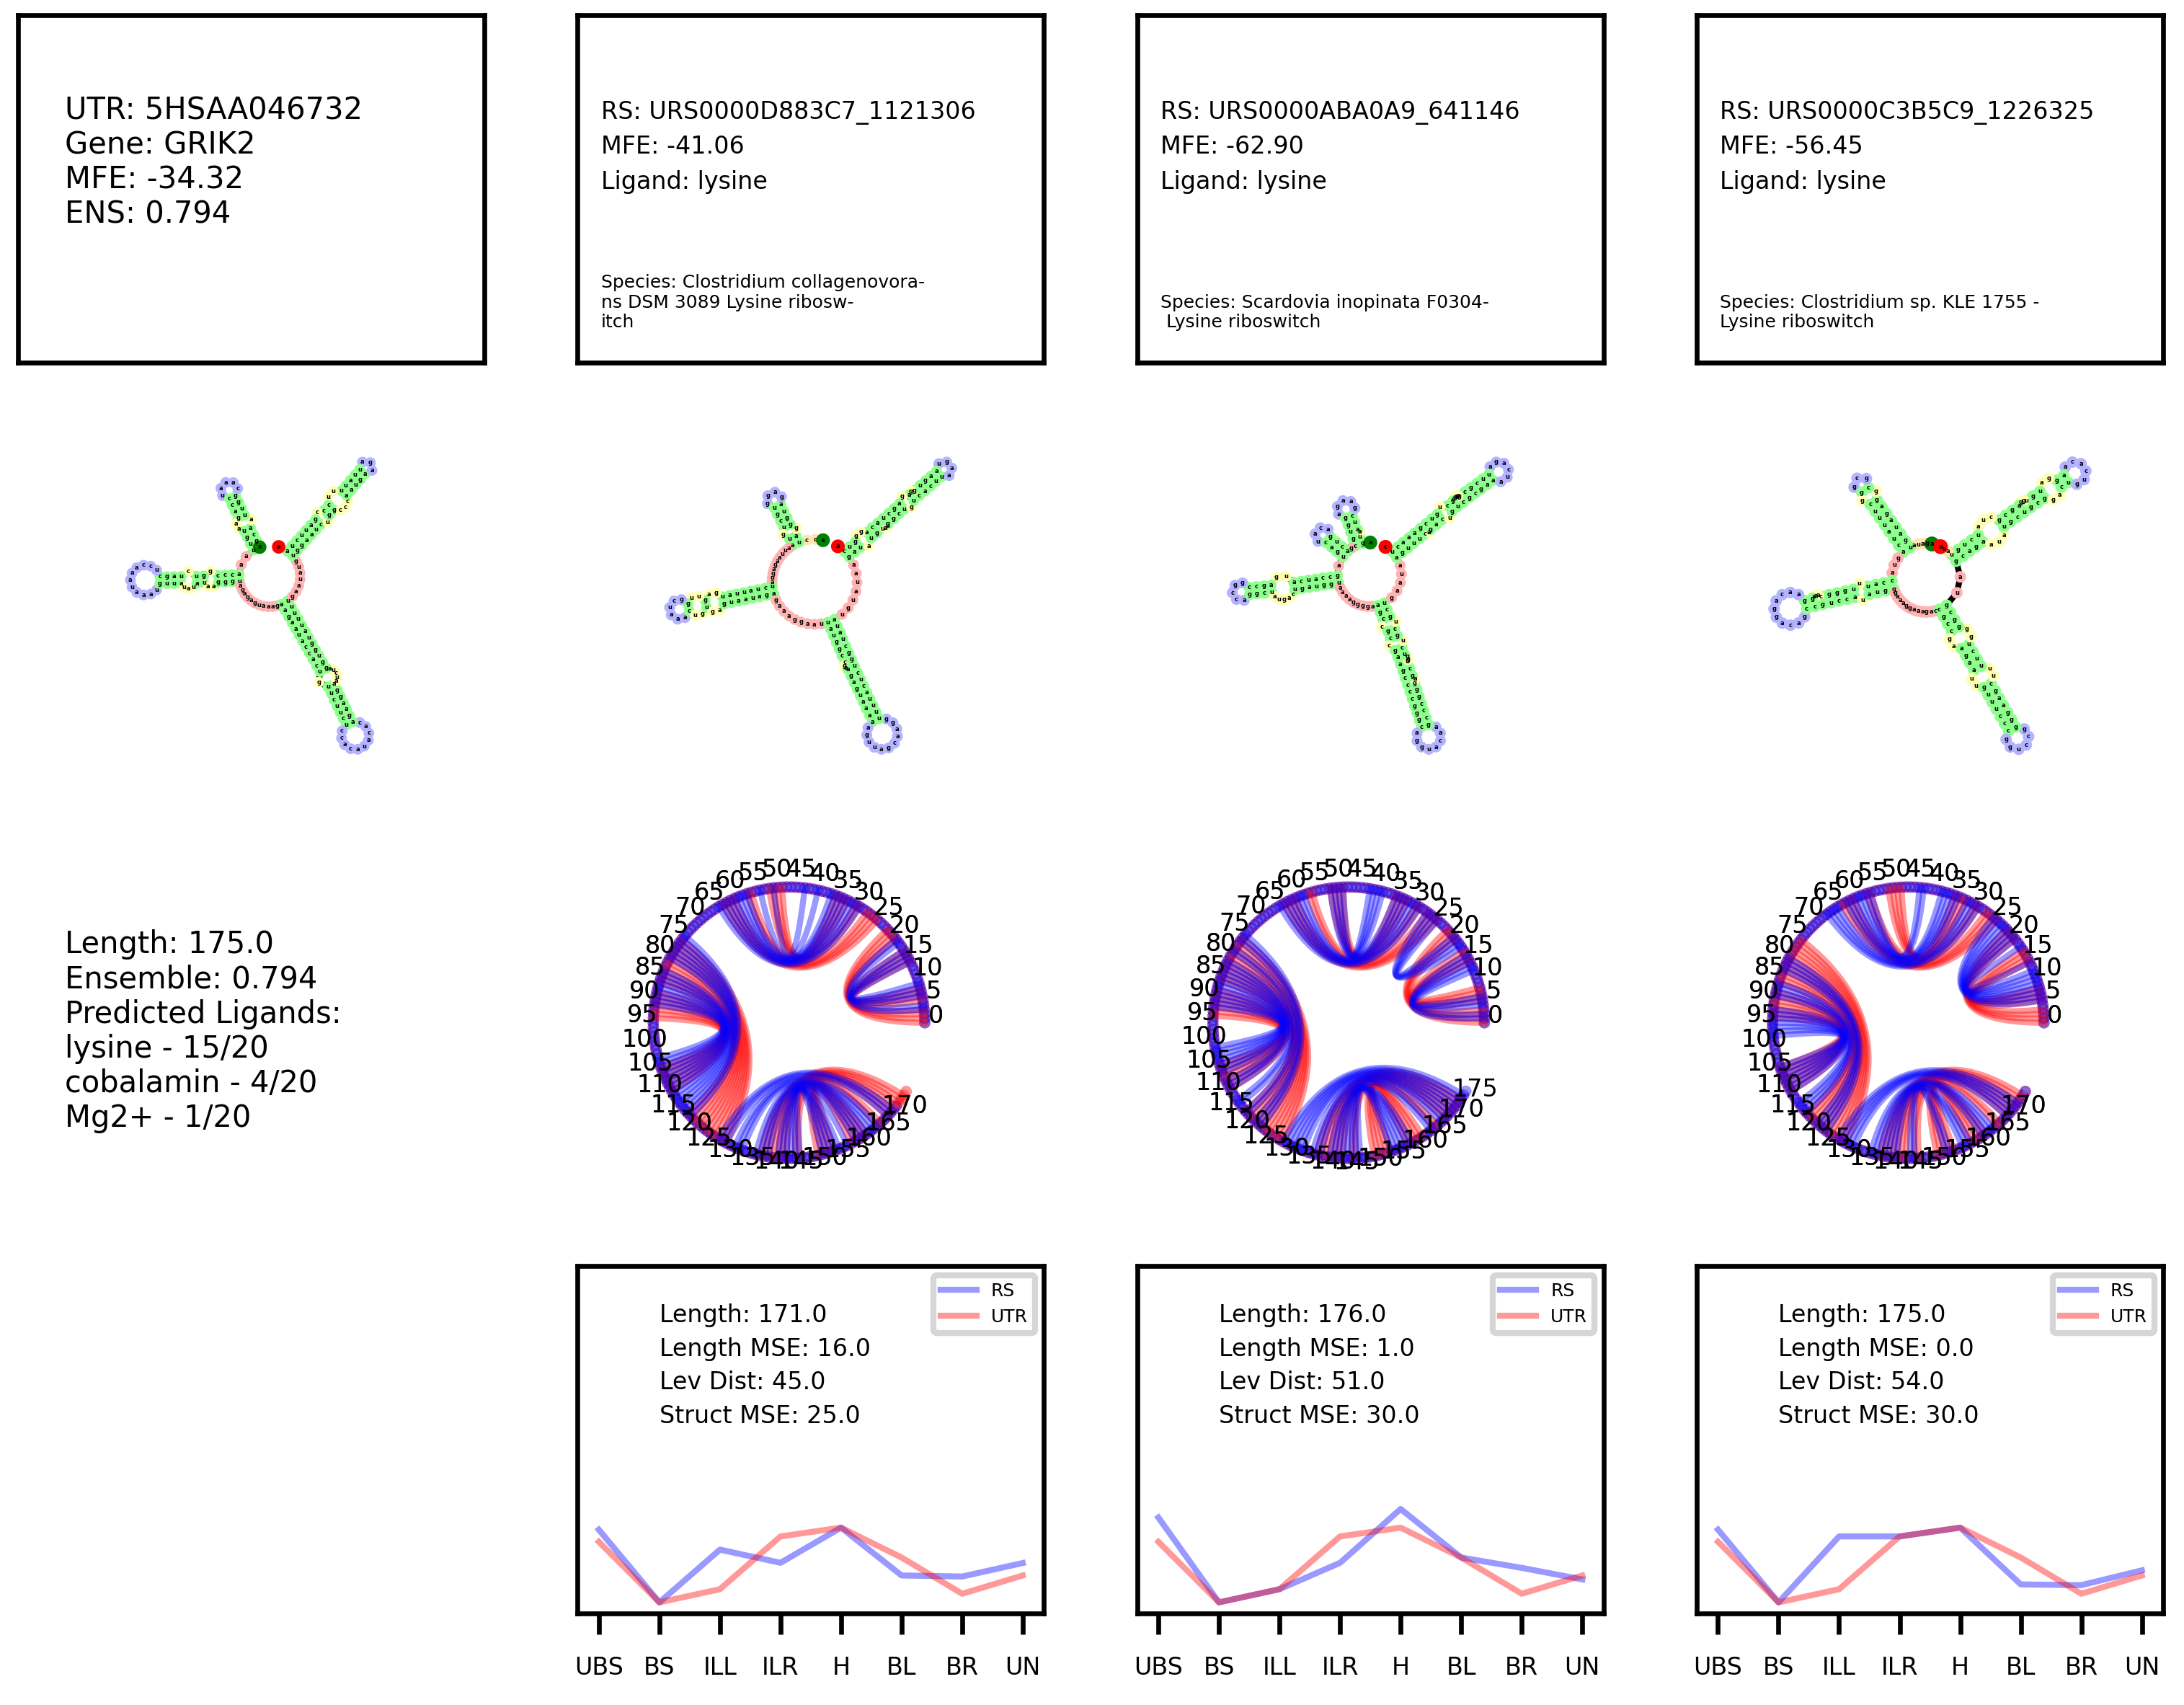 UTR: 5HSAA046732
Gene: GRIK2
MFE: -34.32
ENS: 0.794
RS: URS0000D883C7_1121306
MFE: -41.06
Ligand: lysine
Species: Clostridium collagenovora-
ns DSM 3089 Lysine ribosw-
itch
RS: URS0000ABA0A9_641146
MFE: -62.90
Ligand: lysine
Species: Scardovia inopinata F0304-
Lysine riboswitch
RS: URS0000C3B5C9_1226325
MFE: -56.45
Ligand: lysine
Species: Clostridium sp. KLE 1755 -
Lysine riboswitch
Length: 175.0
Ensemble: 0.794
Predicted Ligands:
lysine - 15/20
cobalamin - 4/20
Mg2+ - 1/20
0 5 10 15 20 25 30 35 40 45 50 55 60 65 70 75 80 85 90 95 100 105 110 115 120 125 130 135 140 145 150 155 160 165 170
0 5 10 15 20 25 30 35 40 45 50 55 60 65 70 75 80 85 90 95 100 105 110 115 120 125 130 135 140 145 150 155 160 165 170 175
0 5 10 15 20 25 30 35 40 45 50 55 60 65 70 75 80 85 90 95 100 105 110 115 120 125 130 135 140 145 150 155 160 165 170
RS
UTR
Length: 171.0
Length MSE: 16.0
Lev Dist: 45.0
Struct MSE: 25.0
UBS BS ILL ILR H BL BR UN
RS
UTR
Length: 176.0
Length MSE: 1.0
Lev Dist: 51.0
Struct MSE: 30.0
UBS BS ILL ILR H BL BR UN
RS
UTR
Length: 175.0
Length MSE: 0.0
Lev Dist: 54.0
Struct MSE: 30.0
UBS BS ILL ILR H BL BR UN